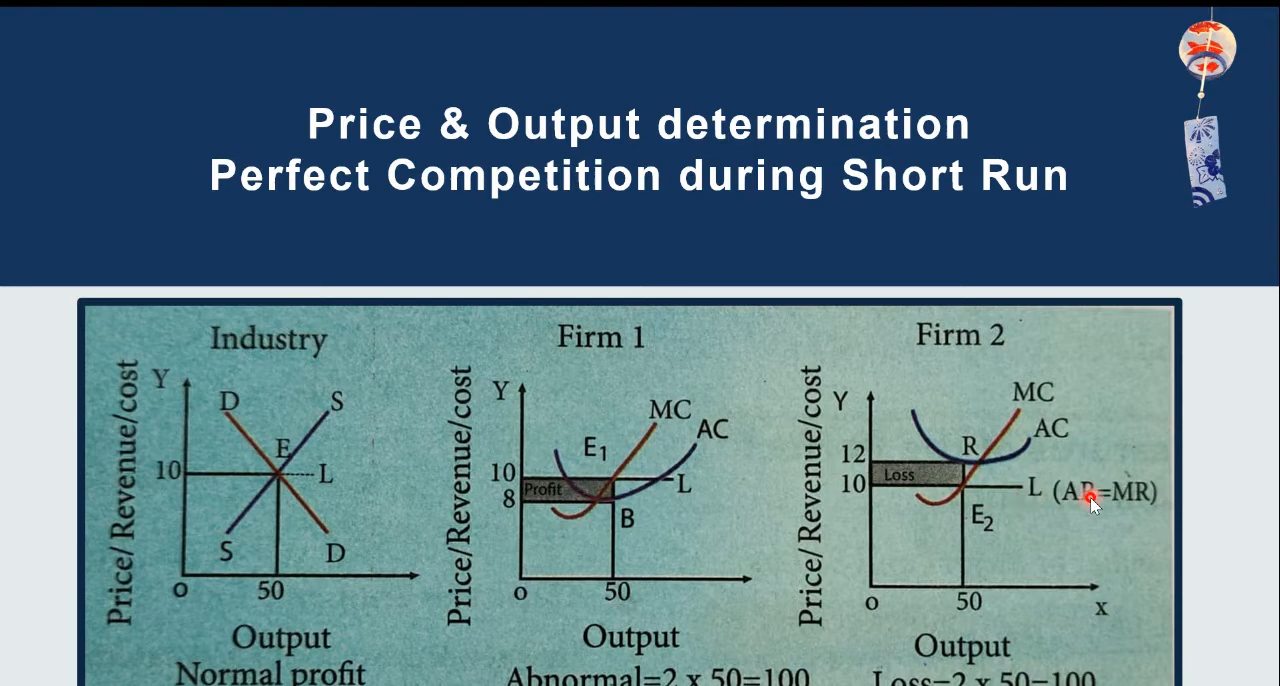 Price & Output determination
Perfect Competition during Short Run
Industry
Price/Revenue/cost
Y
D
S
E
10
L
S
D
o
50
Output
Normal profit
Firm 1
Price/Revenue/cost
Y
MC
AC
E1
10
Profit
L
8
B
o
50
Output
Abnormal=2 x 50=100
Firm 2
Price/Revenue/cost
Y
MC
AC
R
12
Loss
10
L (AR=MR)
E2
o
50
x
Output
Loss=2 x 50=100